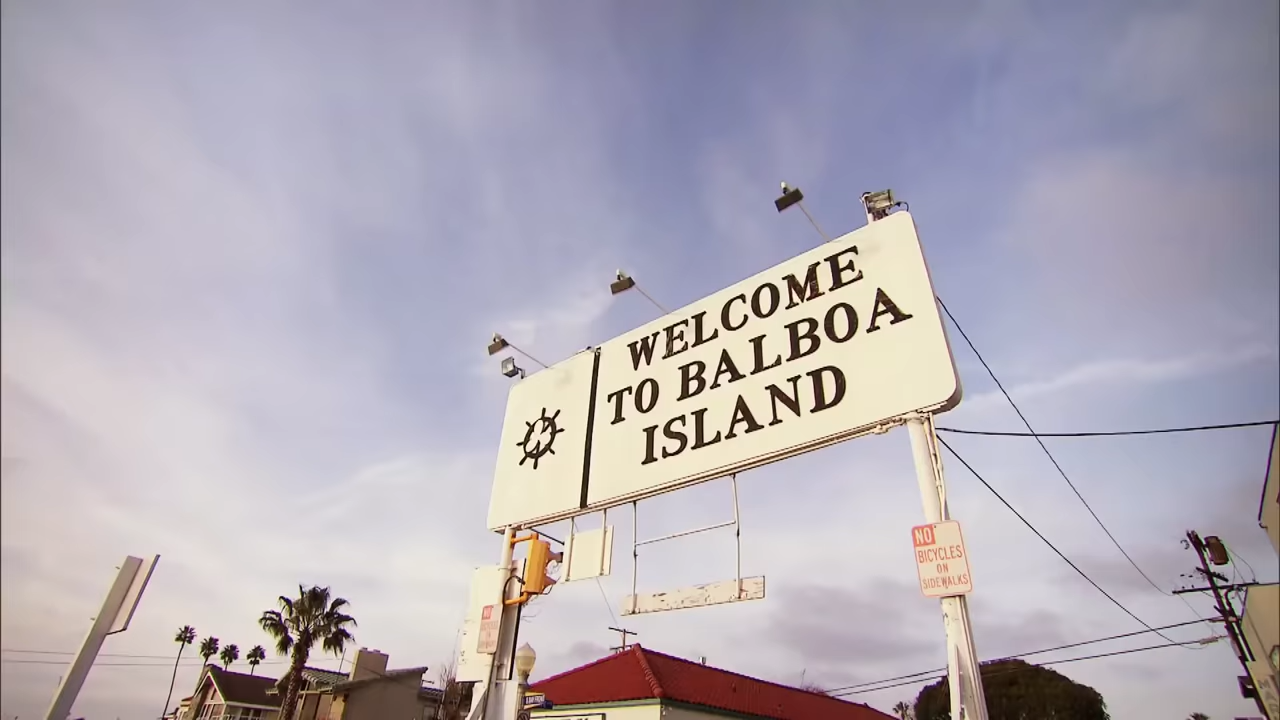 WELCOME
TO BALBOA
ISLAND
NO
BICYCLES
ON
SIDEWALKS